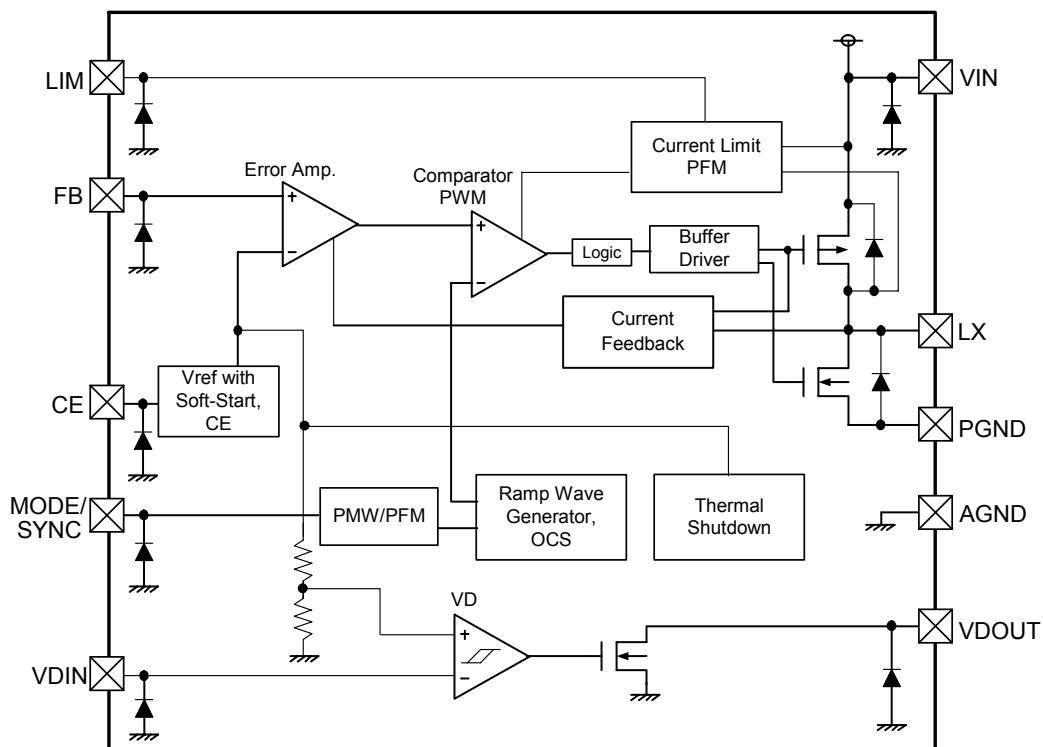 LIM
VIN
Current Limit
PFM
Error Amp.
Comparator
PWM
FB
+
−
+
−
Logic
Buffer
Driver
Current
Feedback
LX
Vref with
Soft-Start,
CE
CE
PGND
MODE/
SYNC
PMW/PFM
Ramp Wave
Generator,
OCS
Thermal
Shutdown
AGND
VD
+
−
VDOUT
VDIN